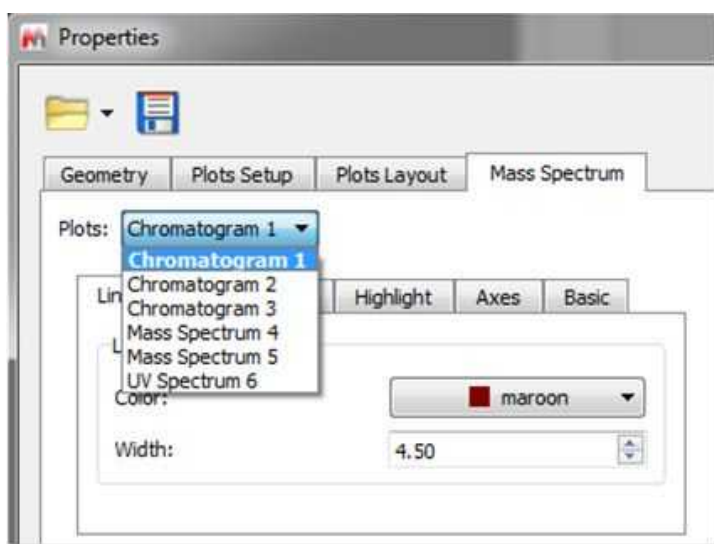 Properties
Geometry Plots Setup Plots Layout Mass Spectrum
Plots: Chromatogram 1
Chromatogram 1
Chromatogram 2
Chromatogram 3
Mass Spectrum 4
Mass Spectrum 5
UV Spectrum 6
Highlight Axes Basic
Color: maroon
Width: 4.50